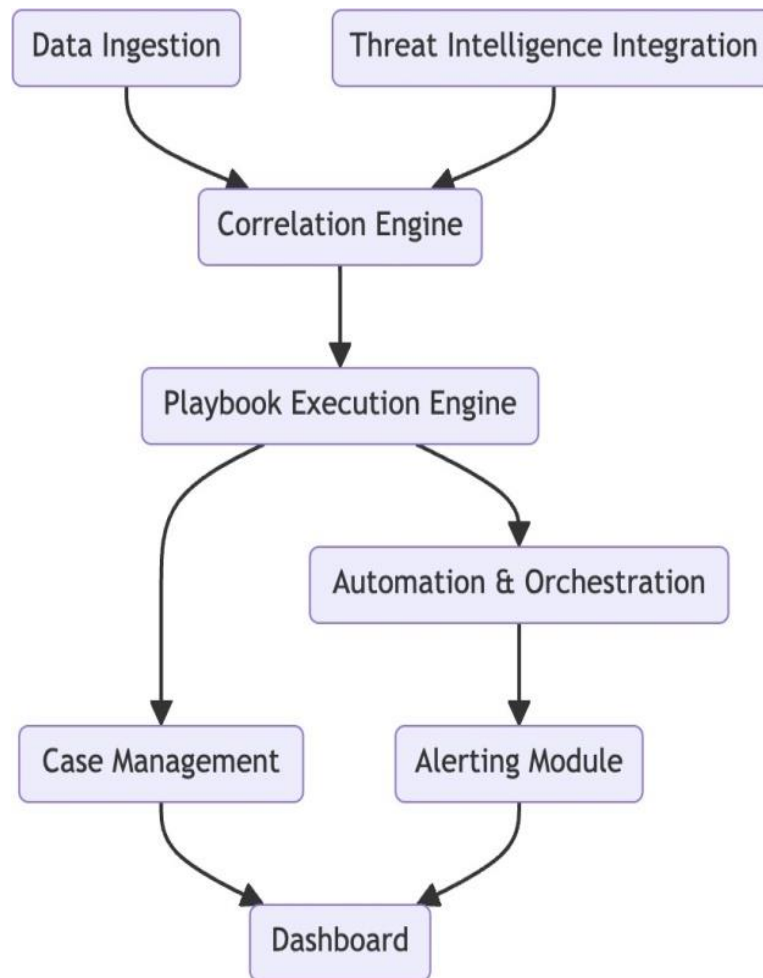 Data Ingestion
Threat Intelligence Integration
Correlation Engine
Playbook Execution Engine
Automation & Orchestration
Case Management
Alerting Module
Dashboard